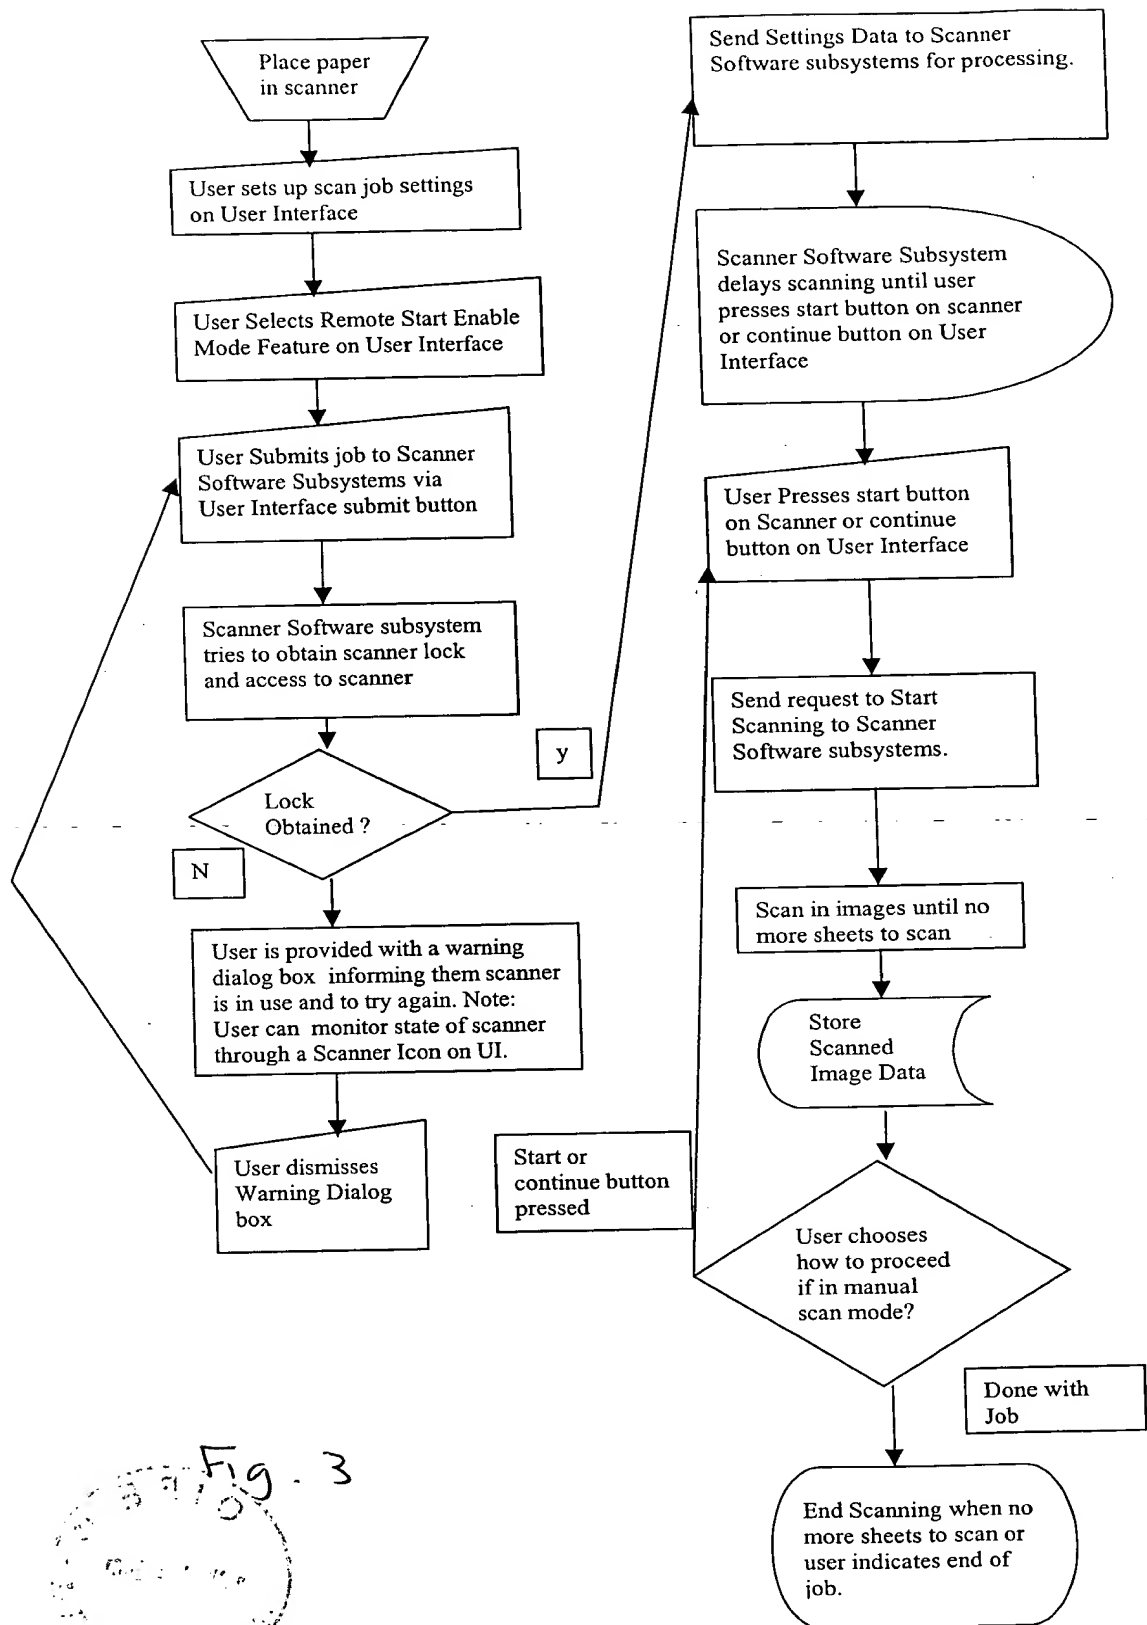 Place paper
in scanner
User sets up scan job settings
on User Interface
User Selects Remote Start Enable
Mode Feature on User Interface
User Submits job to Scanner
Software Subsystems via
User Interface submit button
Scanner Software subsystem
tries to obtain scanner lock
and access to scanner
Lock
Obtained ?
y
N
User is provided with a warning
dialog box informing them scanner
is in use and to try again. Note:
User can monitor state of scanner
through a Scanner Icon on UI.
User dismisses
Warning Dialog
box
Send Settings Data to Scanner
Software subsystems for processing.
Scanner Software Subsystem
delays scanning until user
presses start button on scanner
or continue button on User
Interface
User Presses start button
on Scanner or continue
button on User Interface
Send request to Start
Scanning to Scanner
Software subsystems.
Scan in images until no
more sheets to scan
Store
Scanned
Image Data
Start or
continue button
pressed
User chooses
how to proceed
if in manual
scan mode?
Done with
Job
End Scanning when no
more sheets to scan or
user indicates end of
job.
Fig. 3